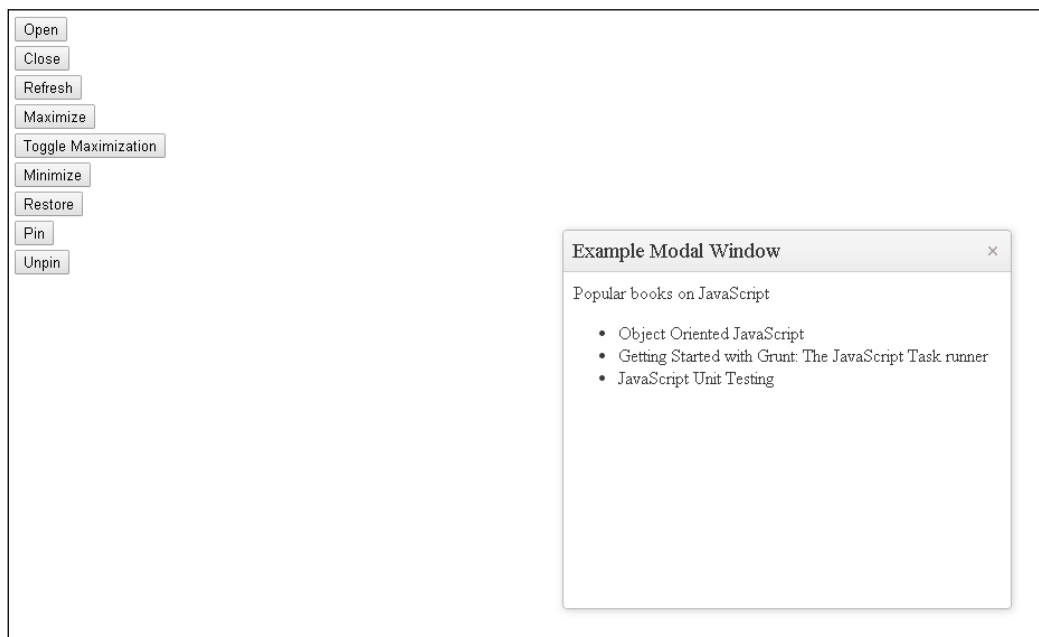 Open
Close
Refresh
Maximize
Toggle Maximization
Minimize
Restore
Pin
Unpin
Example Modal Window ×
Popular books on JavaScript
• Object Oriented JavaScript
• Getting Started with Grunt: The JavaScript Task runner
• JavaScript Unit Testing